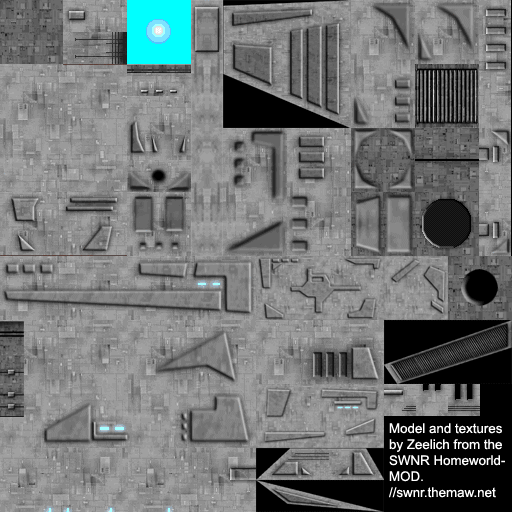 Model and textures
by Zeelich from the
SWNR Homeworld-
MOD.
//swnr.themaw.net